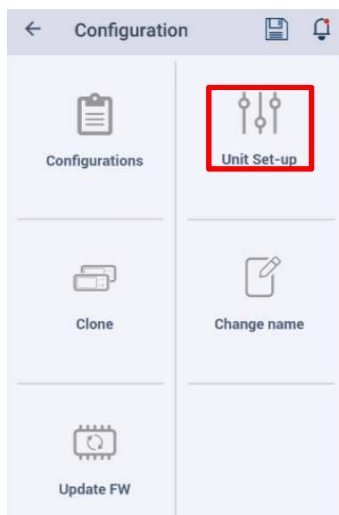 Configuration
Configurations
Unit Set-up
Clone
Change name
Update FW